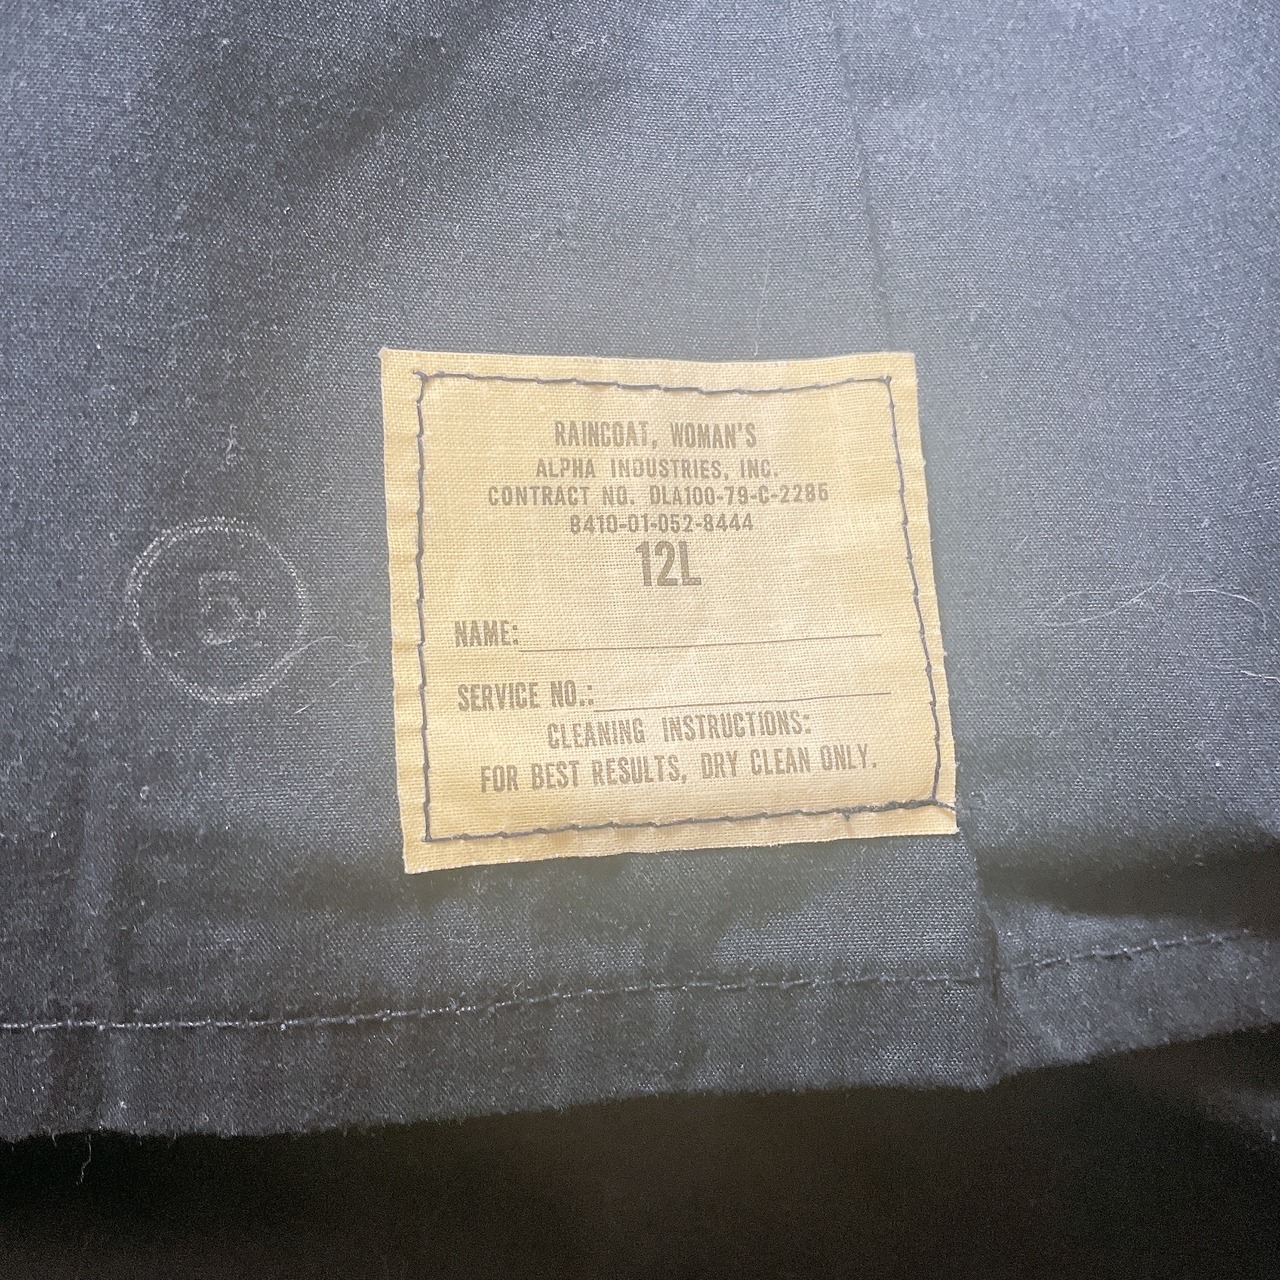 RAINCOAT, WOMAN'S
ALPHA INDUSTRIES, INC.
CONTRACT NO. DLA100-79-C-2286
8410-01-052-8444
12L
NAME:
SERVICE NO.:
CLEANING INSTRUCTIONS:
FOR BEST RESULTS, DRY CLEAN ONLY.